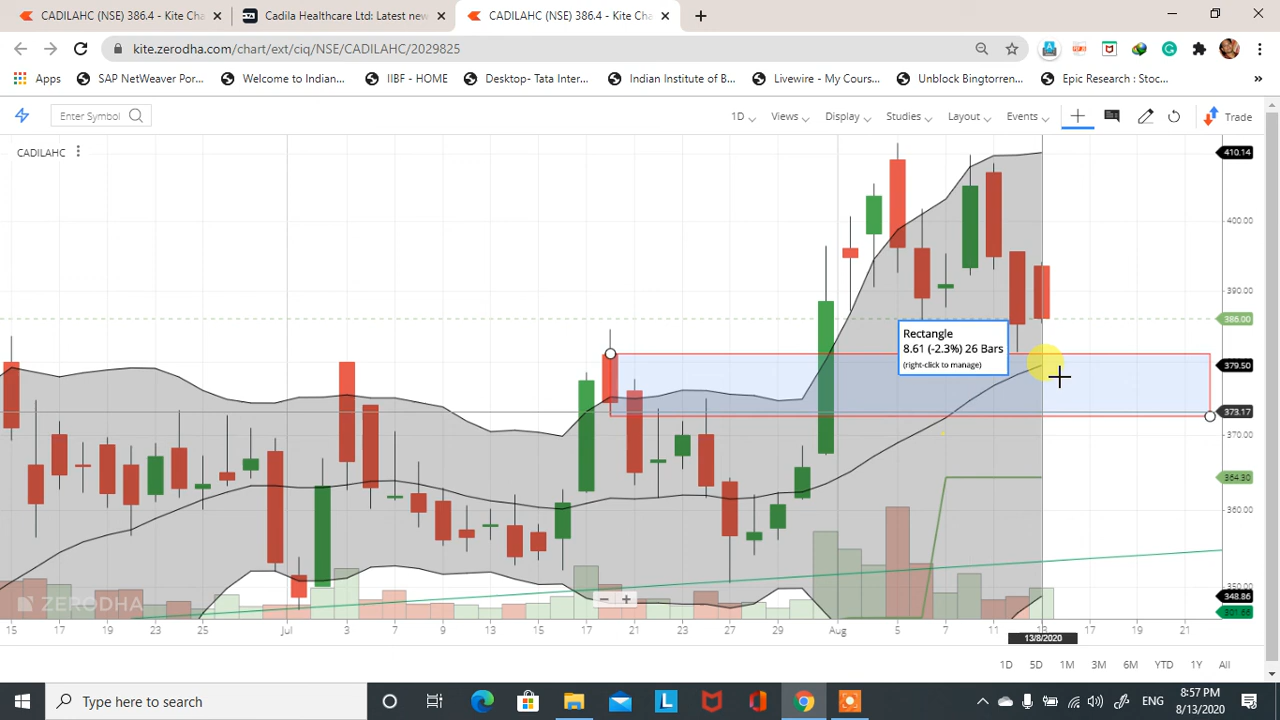 CADILAHC (NSE) 386.4 - Kite Cha
Cadila Healthcare Ltd: Latest new
CADILAHC (NSE) 386.4 - Kite Cha
kite.zerodha.com/chart/ext/ciq/NSE/CADILAHC/2029825
Apps
SAP NetWeaver Por...
Welcome to Indian...
IIBF - HOME
Desktop- Tata Inter...
Indian Institute of B...
Livewire - My Cours...
Unblock Bingtorren...
Epic Research : Stoc...
»
Enter Symbol
1D
Views
Display
Studies
Layout
Events
Trade
CADILAHC
410.14
400.00
390.00
386.00
379.50
373.17
370.00
364.30
360.00
350.00
348.86
Rectangle
8.61 (-2.3%) 26 Bars
(right-click to manage)
ZERODHA
15 17 19 23 25 Jul 3 7 9 13 15 17 21 23 27 29 Aug 5 7 11 13 17 19 21
13/8/2020
1D 5D 1M 3M 6M YTD 1Y All
Type here to search
ENG
8:57 PM
8/13/2020